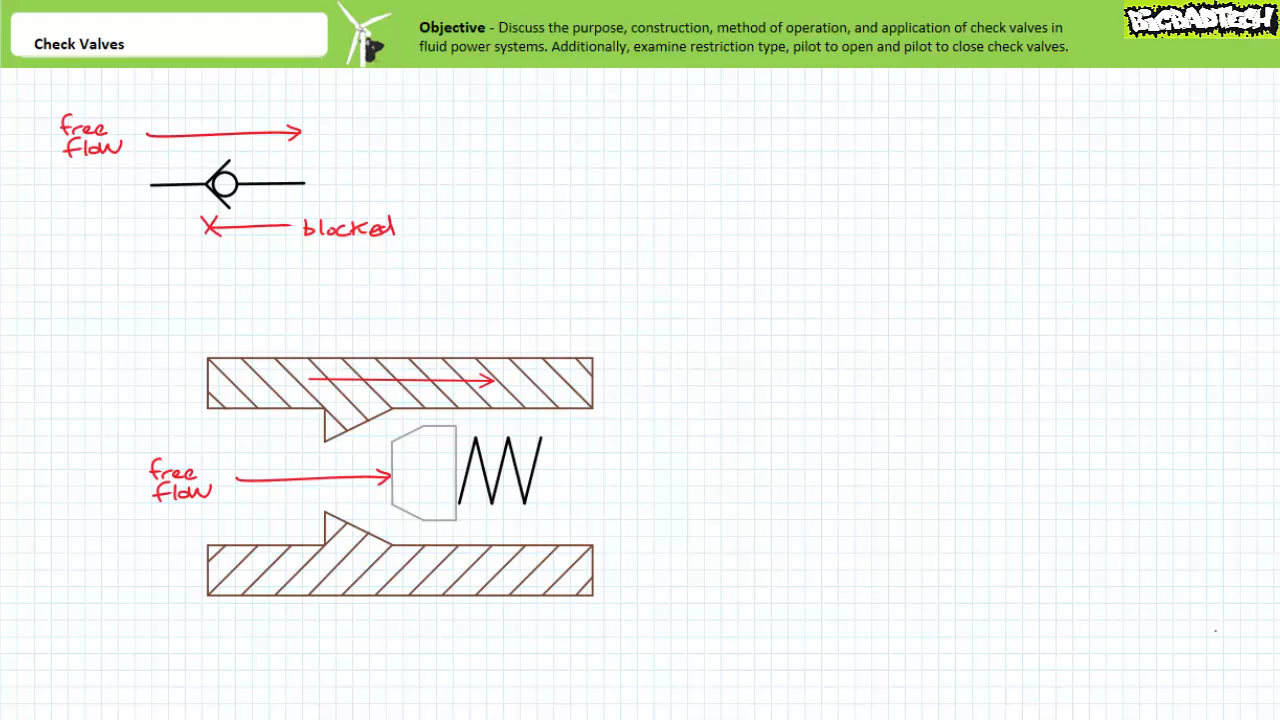 Check Valves
Objective - Discuss the purpose, construction, method of operation, and application of check valves in
fluid power systems. Additionally, examine restriction type, pilot to open and pilot to close check valves.
BIGBADTECH
free
flow
blocked
free
flow